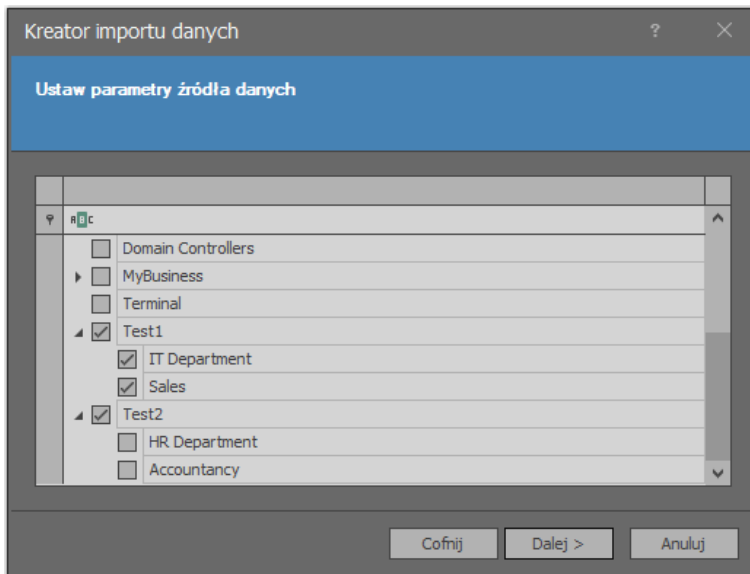 Kreator importu danych ?
Ustaw parametry źródła danych
ABC
Domain Controllers
MyBusiness
Terminal
Test1
IT Department
Sales
Test2
HR Department
Accountancy
Cofnij Dalej > Anuluj